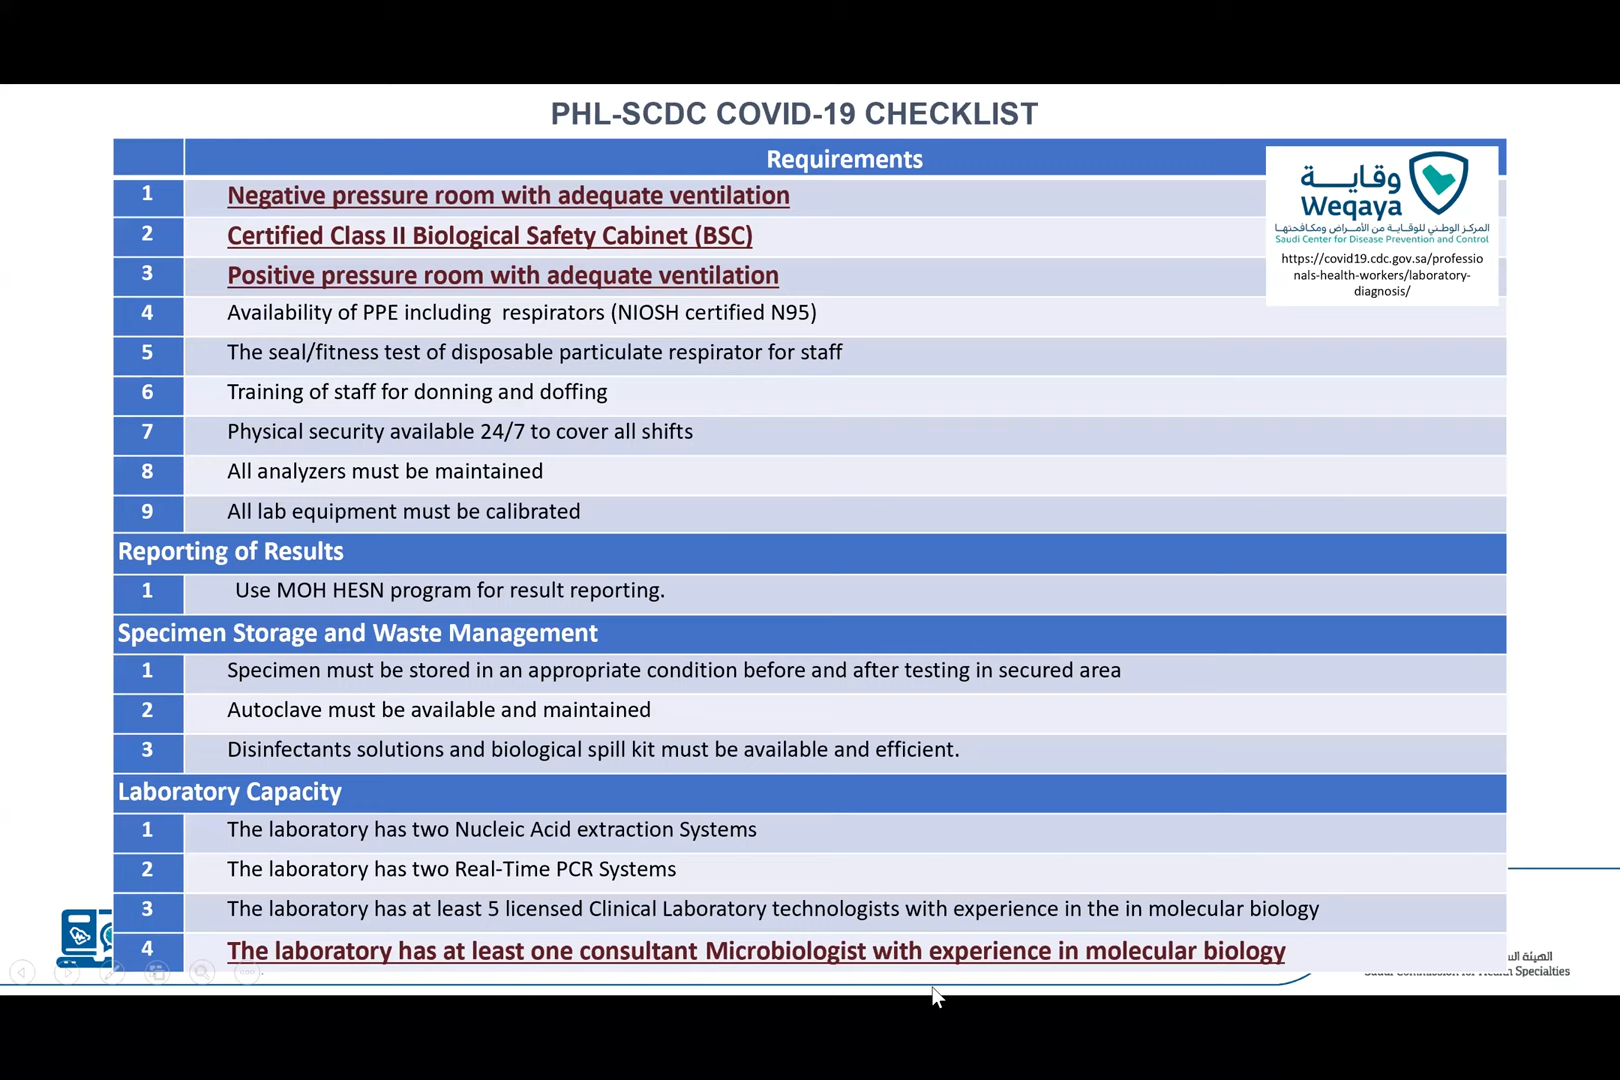 PHL-SCDC COVID-19 CHECKLIST
Requirements
وقاية
Weqaya
المركز الوطني للوقاية من الأمراض ومكافحتها
Saudi Center for Disease Prevention and Control
https://covid19.cdc.gov.sa/professio
nals-health-workers/laboratory-
diagnosis/
1 Negative pressure room with adequate ventilation
2 Certified Class II Biological Safety Cabinet (BSC)
3 Positive pressure room with adequate ventilation
4 Availability of PPE including respirators (NIOSH certified N95)
5 The seal/fitness test of disposable particulate respirator for staff
6 Training of staff for donning and doffing
7 Physical security available 24/7 to cover all shifts
8 All analyzers must be maintained
9 All lab equipment must be calibrated
Reporting of Results
1 Use MOH HESN program for result reporting.
Specimen Storage and Waste Management
1 Specimen must be stored in an appropriate condition before and after testing in secured area
2 Autoclave must be available and maintained
3 Disinfectants solutions and biological spill kit must be available and efficient.
Laboratory Capacity
1 The laboratory has two Nucleic Acid extraction Systems
2 The laboratory has two Real-Time PCR Systems
3 The laboratory has at least 5 licensed Clinical Laboratory technologists with experience in the in molecular biology
4 The laboratory has at least one consultant Microbiologist with experience in molecular biology
الهيئة
Specialties